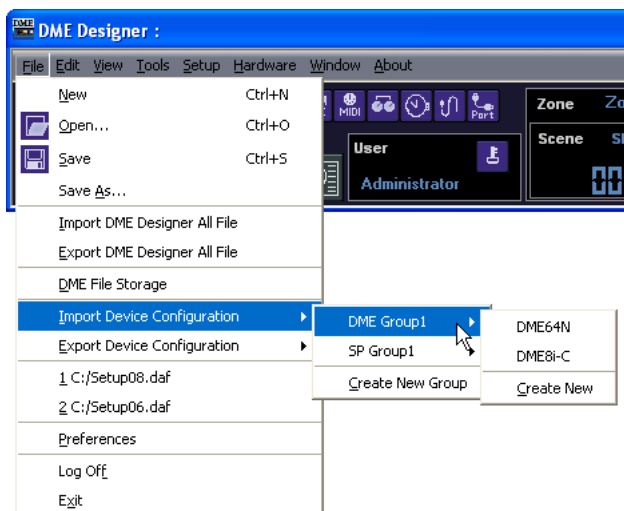 DME Designer :
File Edit View Tools Setup Hardware Window About
New Ctrl+N
Open... Ctrl+O
Save Ctrl+S
Save As...
Import DME Designer All File
Export DME Designer All File
DME File Storage
Import Device Configuration
Export Device Configuration
1 C:/Setup08.daf
2 C:/Setup06.daf
Preferences
Log Off
Exit
DME Group1
SP Group1
Create New Group
DME64N
DME8i-C
Create New
MIDI
Port
User
Administrator
Zone
Scene